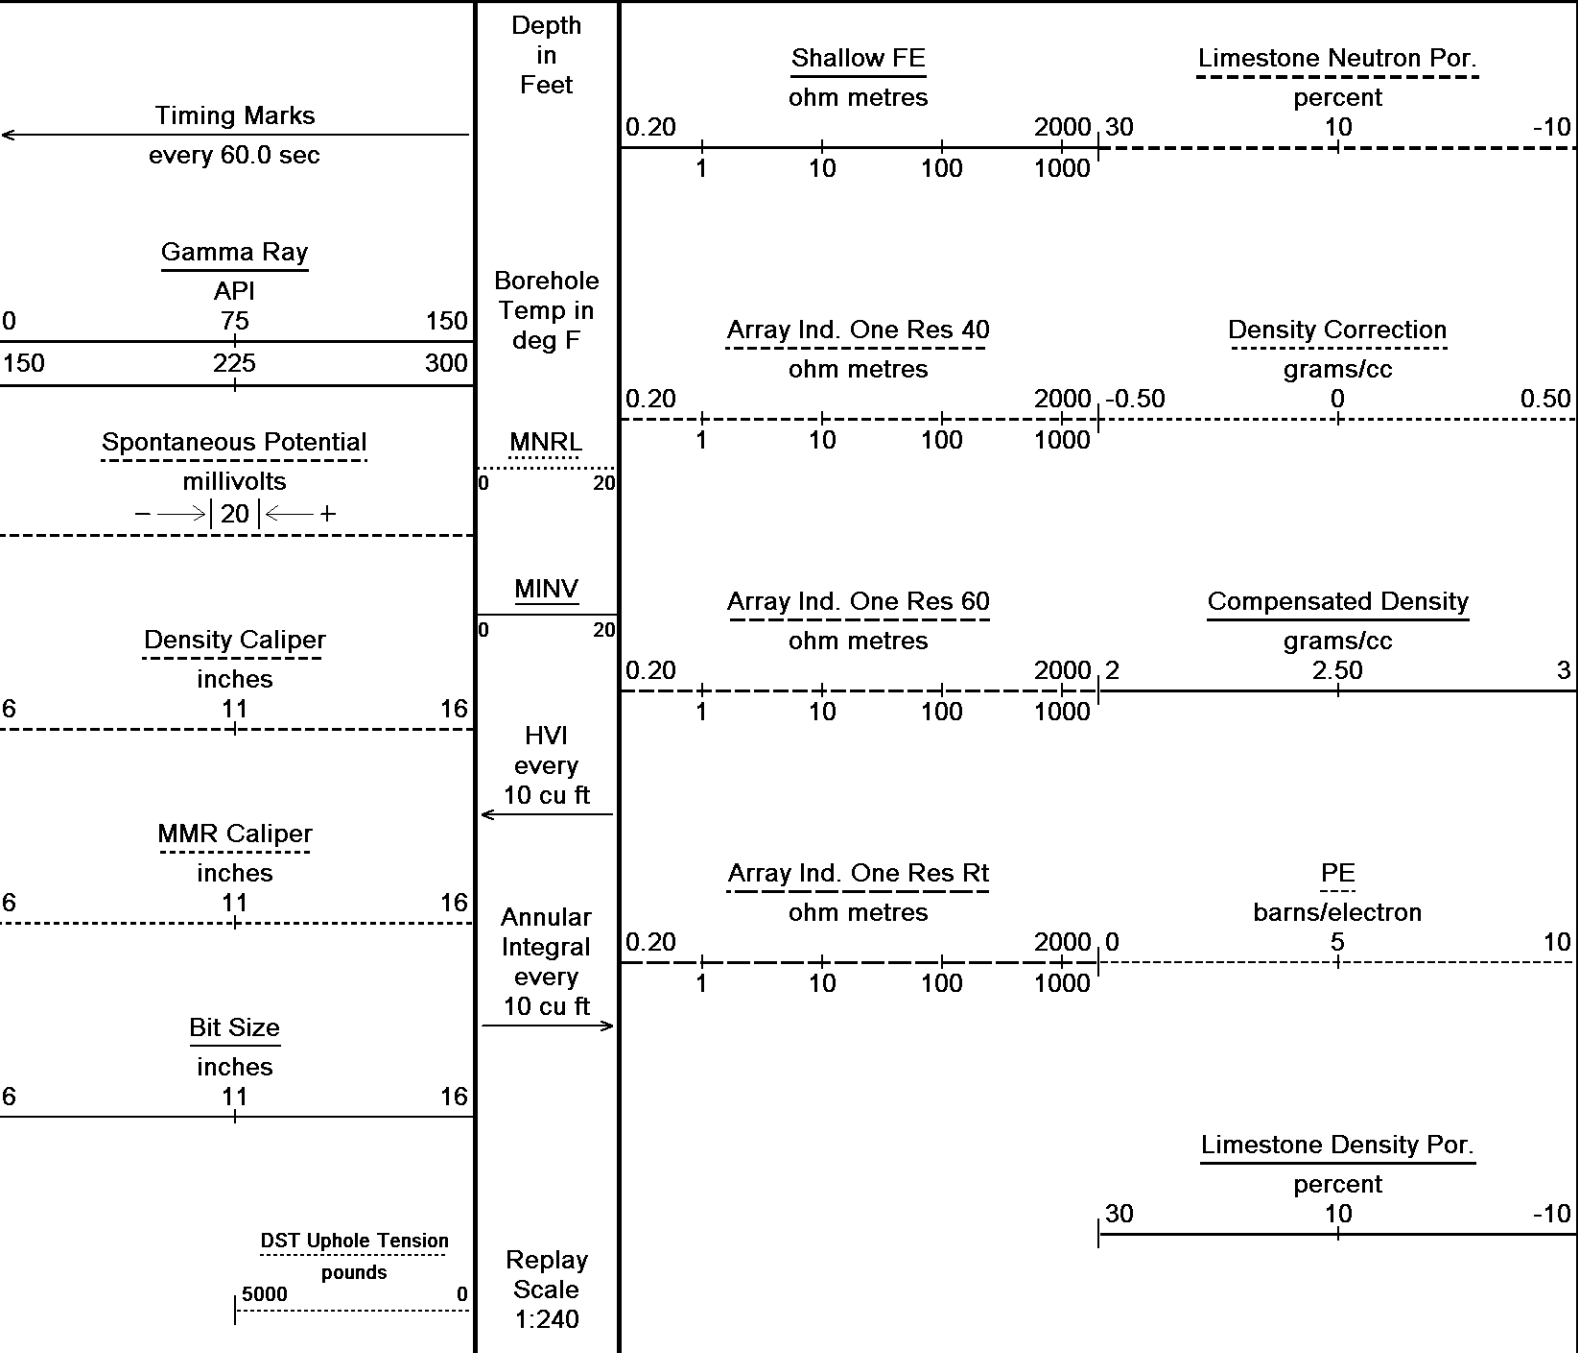 Timing Marks
every 60.0 sec
Gamma Ray
API
0 75 150
150 225 300
Spontaneous Potential
millivolts
− 20 +
Density Caliper
inches
6 11 16
MMR Caliper
inches
6 11 16
Bit Size
inches
6 11 16
DST Uphole Tension
pounds
5000 0
Depth
in
Feet
Borehole
Temp in
deg F
MNRL
0 20
MINV
0 20
HVI
every
10 cu ft
Annular
Integral
every
10 cu ft
Replay
Scale
1:240
Shallow FE
ohm metres
0.20 2000
1 10 100 1000
Array Ind. One Res 40
ohm metres
0.20 2000
1 10 100 1000
Array Ind. One Res 60
ohm metres
0.20 2000
1 10 100 1000
Array Ind. One Res Rt
ohm metres
0.20 2000
1 10 100 1000
Limestone Neutron Por.
percent
30 10 -10
Density Correction
grams/cc
-0.50 0 0.50
Compensated Density
grams/cc
2 2.50 3
PE
barns/electron
0 5 10
Limestone Density Por.
percent
30 10 -10